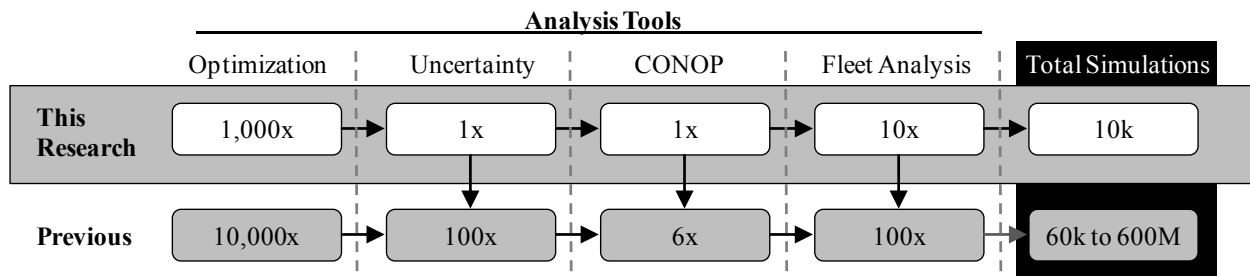 Analysis Tools
Optimization
Uncertainty
CONOP
Fleet Analysis
Total Simulations
This
Research
1,000x
1x
1x
10x
10k
Previous
10,000x
100x
6x
100x
60k to 600M